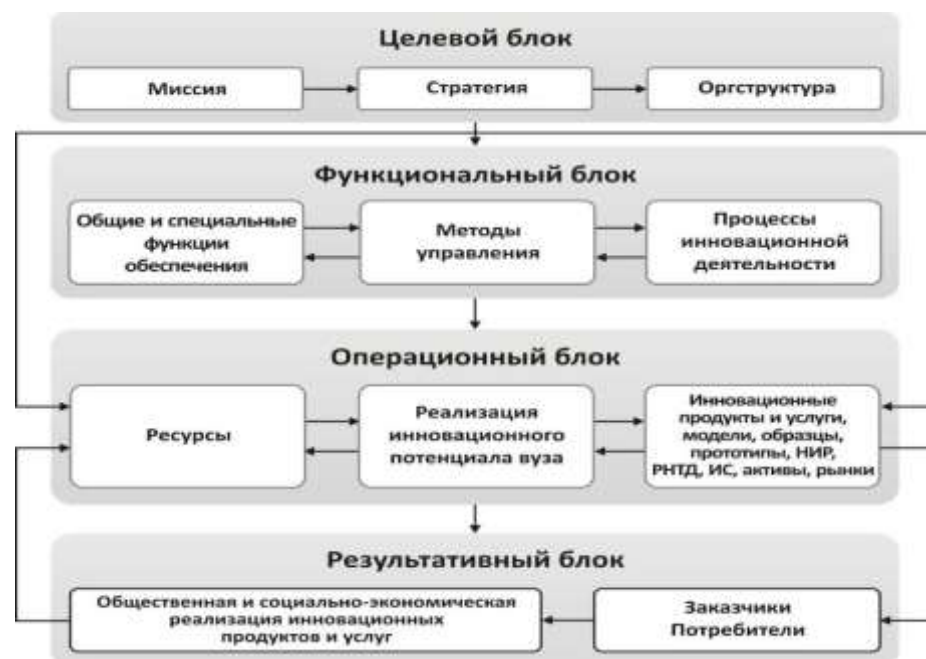 Целевой блок
Миссия
Стратегия
Оргструктура
Функциональный блок
Общие и специальные
функции
обеспечения
Методы
управления
Процессы
инновационной
деятельности
Операционный блок
Ресурсы
Реализация
инновационного
потенциала вуза
Инновационные
продукты и услуги,
модели, образцы,
прототипы, НИР,
РНТД, ИС, активы, рынки
Результативный блок
Общественная и социально-экономическая
реализация инновационных
продуктов и услуг
Заказчики
Потребители